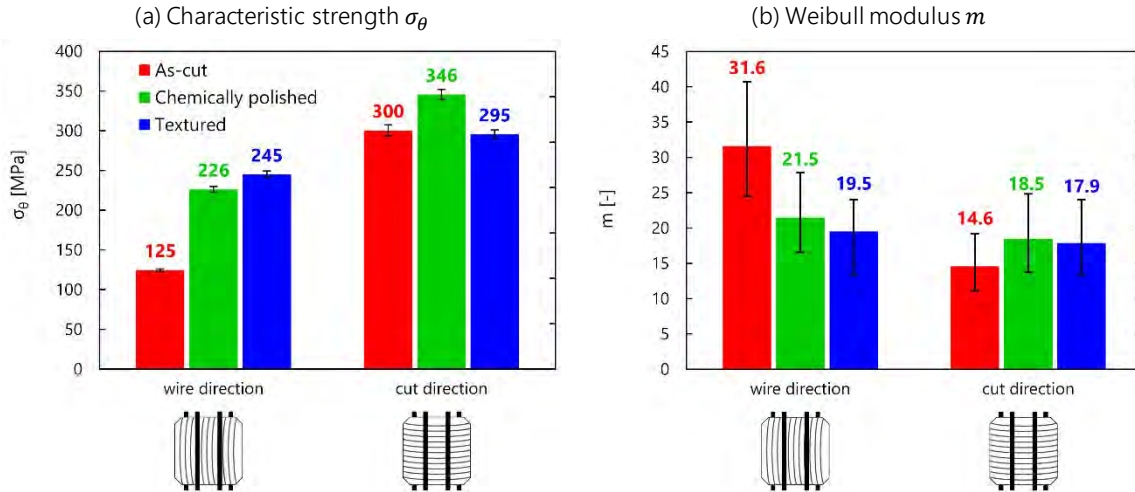 (a) Characteristic strength σθ
400
350
300
250
200
150
100
50
0
σθ [MPa]
As-cut
Chemically polished
Textured
125
226
245
300
346
295
wire direction
cut direction
(b) Weibull modulus m
45
40
35
30
25
20
15
10
5
0
m [-]
31.6
21.5
19.5
14.6
18.5
17.9
wire direction
cut direction